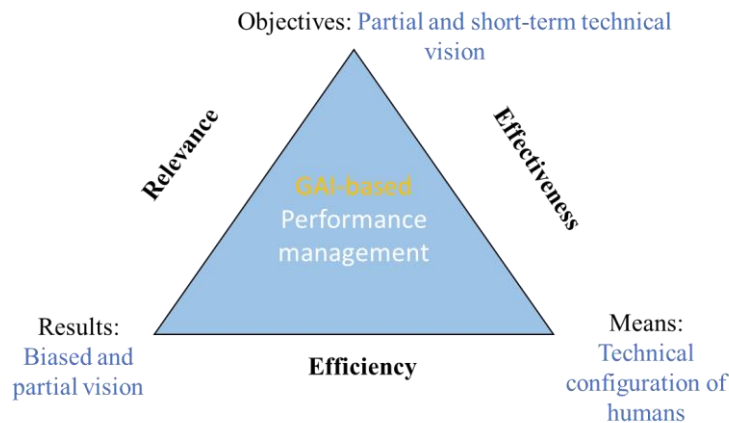 Objectives: Partial and short-term technical
vision
Relevance
Effectiveness
GAI-based
Performance
management
Results:
Biased and
partial vision
Efficiency
Means:
Technical
configuration of
humans